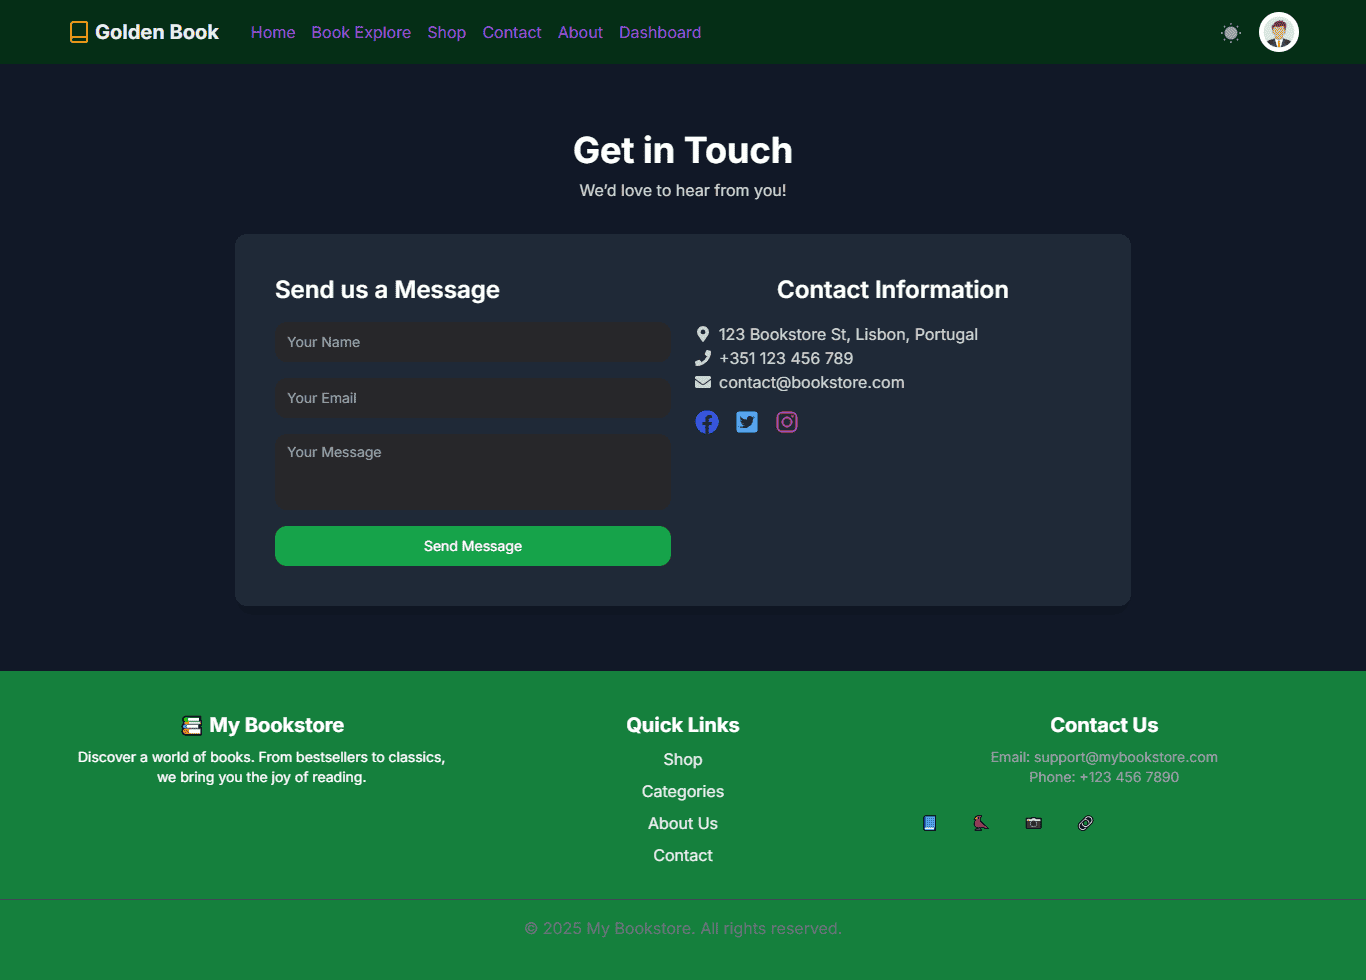 Golden Book
Home Book Explore Shop Contact About Dashboard
Get in Touch
We’d love to hear from you!
Send us a Message
Your Name
Your Email
Your Message
Send Message
Contact Information
123 Bookstore St, Lisbon, Portugal
+351 123 456 789
contact@bookstore.com
My Bookstore
Discover a world of books. From bestsellers to classics,
we bring you the joy of reading.
Quick Links
Shop
Categories
About Us
Contact
Contact Us
Email: support@mybookstore.com
Phone: +123 456 7890
© 2025 My Bookstore. All rights reserved.